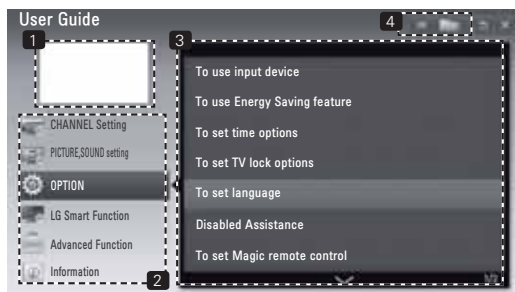 User Guide
4
1
3
To use input device
To use Energy Saving feature
To set time options
To set TV lock options
To set language
Disabled Assistance
To set Magic remote control
CHANNEL Setting
PICTURE,SOUND setting
OPTION
LG Smart Function
Advanced Function
Information
2
1/2